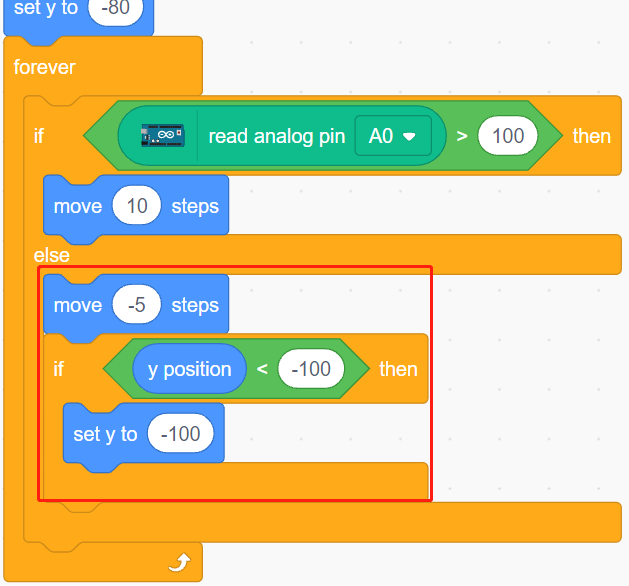 set y to -80
forever
if read analog pin A0 > 100 then
move 10 steps
else
move -5 steps
if y position < -100 then
set y to -100